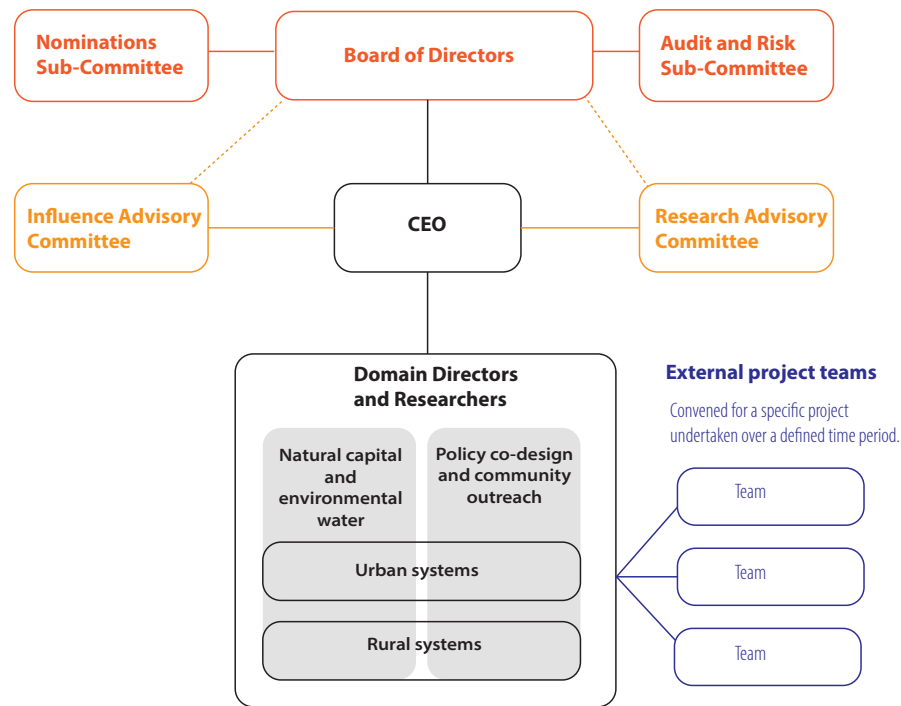 Nominations
Sub-Committee
Board of Directors
Audit and Risk
Sub-Committee
Influence Advisory
Committee
CEO
Research Advisory
Committee
Domain Directors
and Researchers
Natural capital
and
environmental
water
Policy co-design
and community
outreach
Urban systems
Rural systems
External project teams
Convened for a specific project
undertaken over a defined time period.
Team
Team
Team